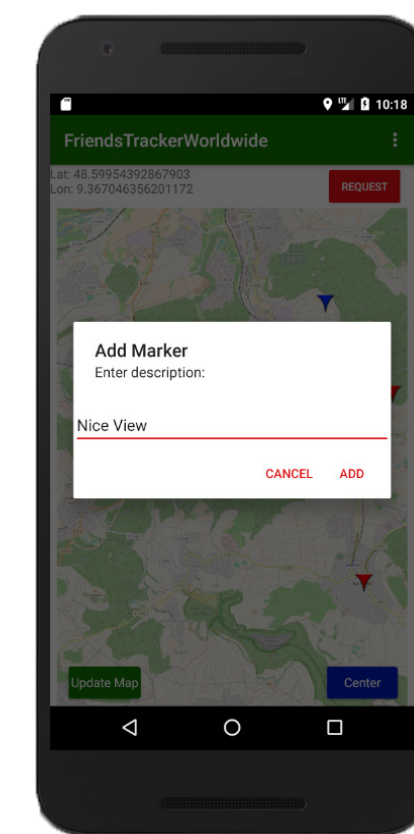 LTE 10:18
FriendsTrackerWorldwide
Lat: 48.59954392867903
Lon: 9.367046356201172
REQUEST
Add Marker
Enter description:
Nice View
CANCEL ADD
Update Map
Center